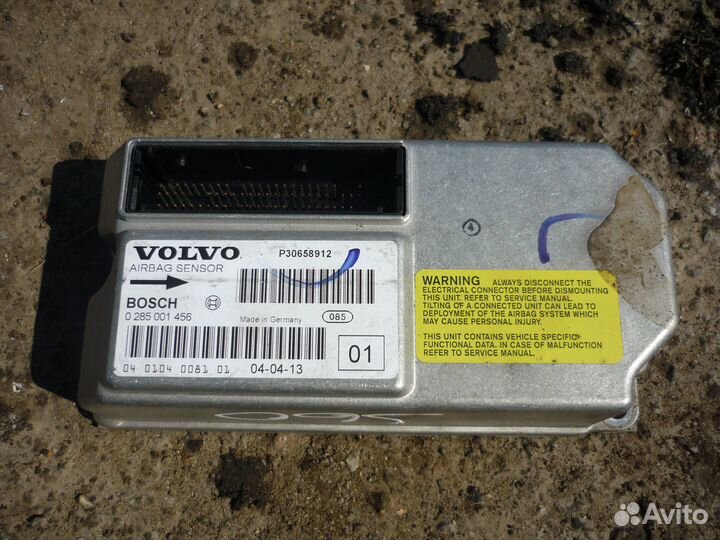 VOLVO
AIRBAG SENSOR
P30658912
BOSCH
0 285 001 456
Made in Germany
085
04 0104 0081 01
04-04-13
01
4
WARNING ALWAYS DISCONNECT THE
ELECTRICAL CONNECTOR BEFORE DISMOUNTING
THIS UNIT. REFER TO SERVICE MANUAL.
TILTING OF A CONNECTED UNIT CAN LEAD TO
DEPLOYMENT OF THE AIRBAG SYSTEM WHICH
MAY CAUSE PERSONAL INJURY.
THIS UNIT CONTAINS VEHICLE SPECIFIC
FUNCTIONAL DATA. IN CASE OF MALFUNCTION
REFER TO SERVICE MANUAL.
Avito